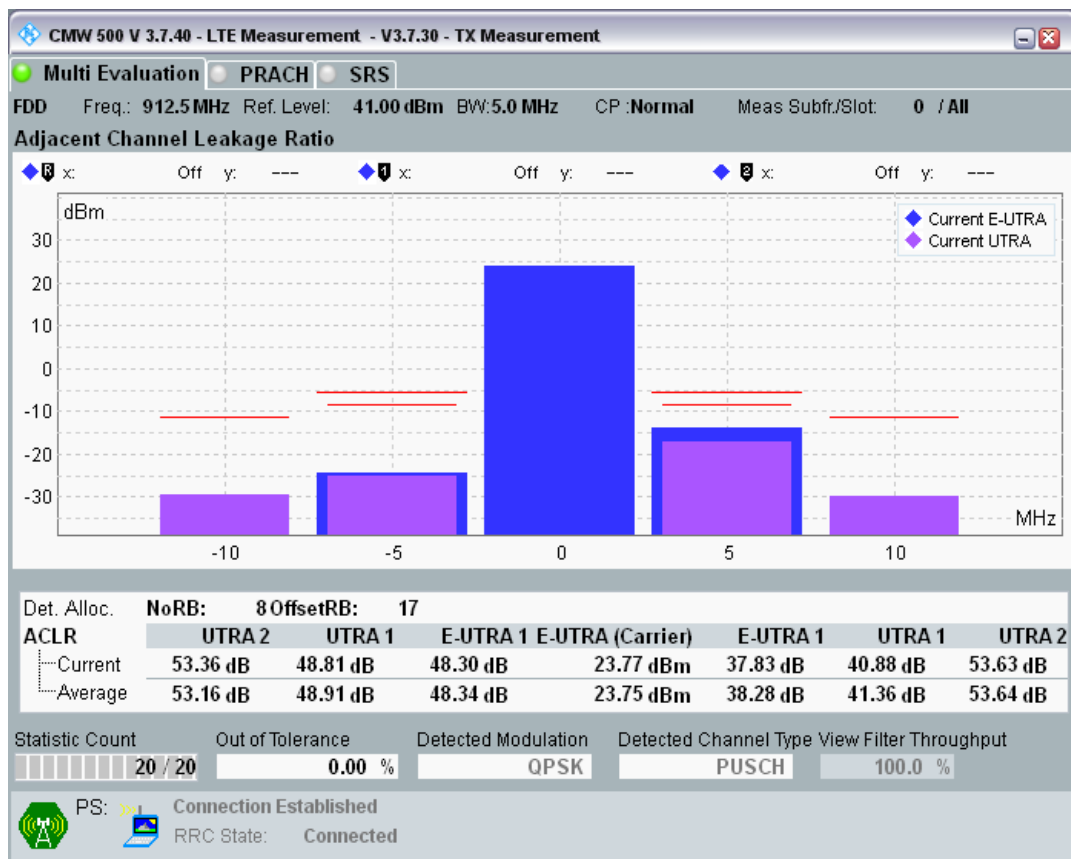 CMW 500 V 3.7.40 - LTE Measurement - V3.7.30 - TX Measurement
Multi Evaluation PRACH SRS
FDD Freq.: 912.5 MHz Ref. Level: 41.00 dBm BW:5.0 MHz CP :Normal Meas Subfr./Slot: 0 / All
Adjacent Channel Leakage Ratio
R x: Off y: --- 1 x: Off y: --- 2 x: Off y: ---
dBm
Current E-UTRA
Current UTRA
30
20
10
0
-10
-20
-30
MHz
-10 -5 0 5 10
Det. Alloc. NoRB: 8 OffsetRB: 17
ACLR UTRA 2 UTRA 1 E-UTRA 1 E-UTRA (Carrier) E-UTRA 1 UTRA 1 UTRA 2
Current 53.36 dB 48.81 dB 48.30 dB 23.77 dBm 37.83 dB 40.88 dB 53.63 dB
Average 53.16 dB 48.91 dB 48.34 dB 23.75 dBm 38.28 dB 41.36 dB 53.64 dB
Statistic Count Out of Tolerance Detected Modulation Detected Channel Type View Filter Throughput
20 / 20 0.00 % QPSK PUSCH 100.0 %
PS: Connection Established
RRC State: Connected